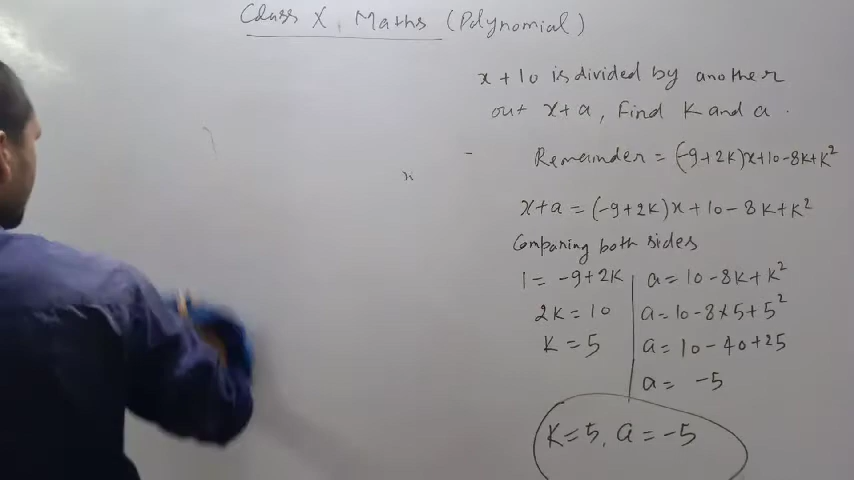 Class X Maths (Polynomial)
x + 10 is divided by another
out x+a, Find K and a.
Remainder = (-9+2K)x+10-8K+K²
x+a = (-9+2K)x+10-8K+K²
Comparing both sides
1 = -9+2K | a=10-8K+K²
2K = 10 | a=10-8×5+5²
K = 5 | a=10-40+25
a = -5
K=5, a=-5